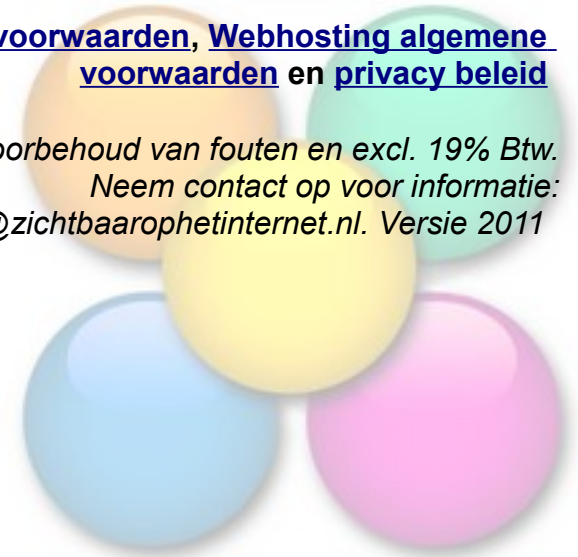 voorwaarden, Webhosting algemene
voorwaarden en privacy beleid
van fouten en excl. 19% Btw.
Neem contact op voor informatie:
@zichtbaarophetinternet.nl. Versie 2011